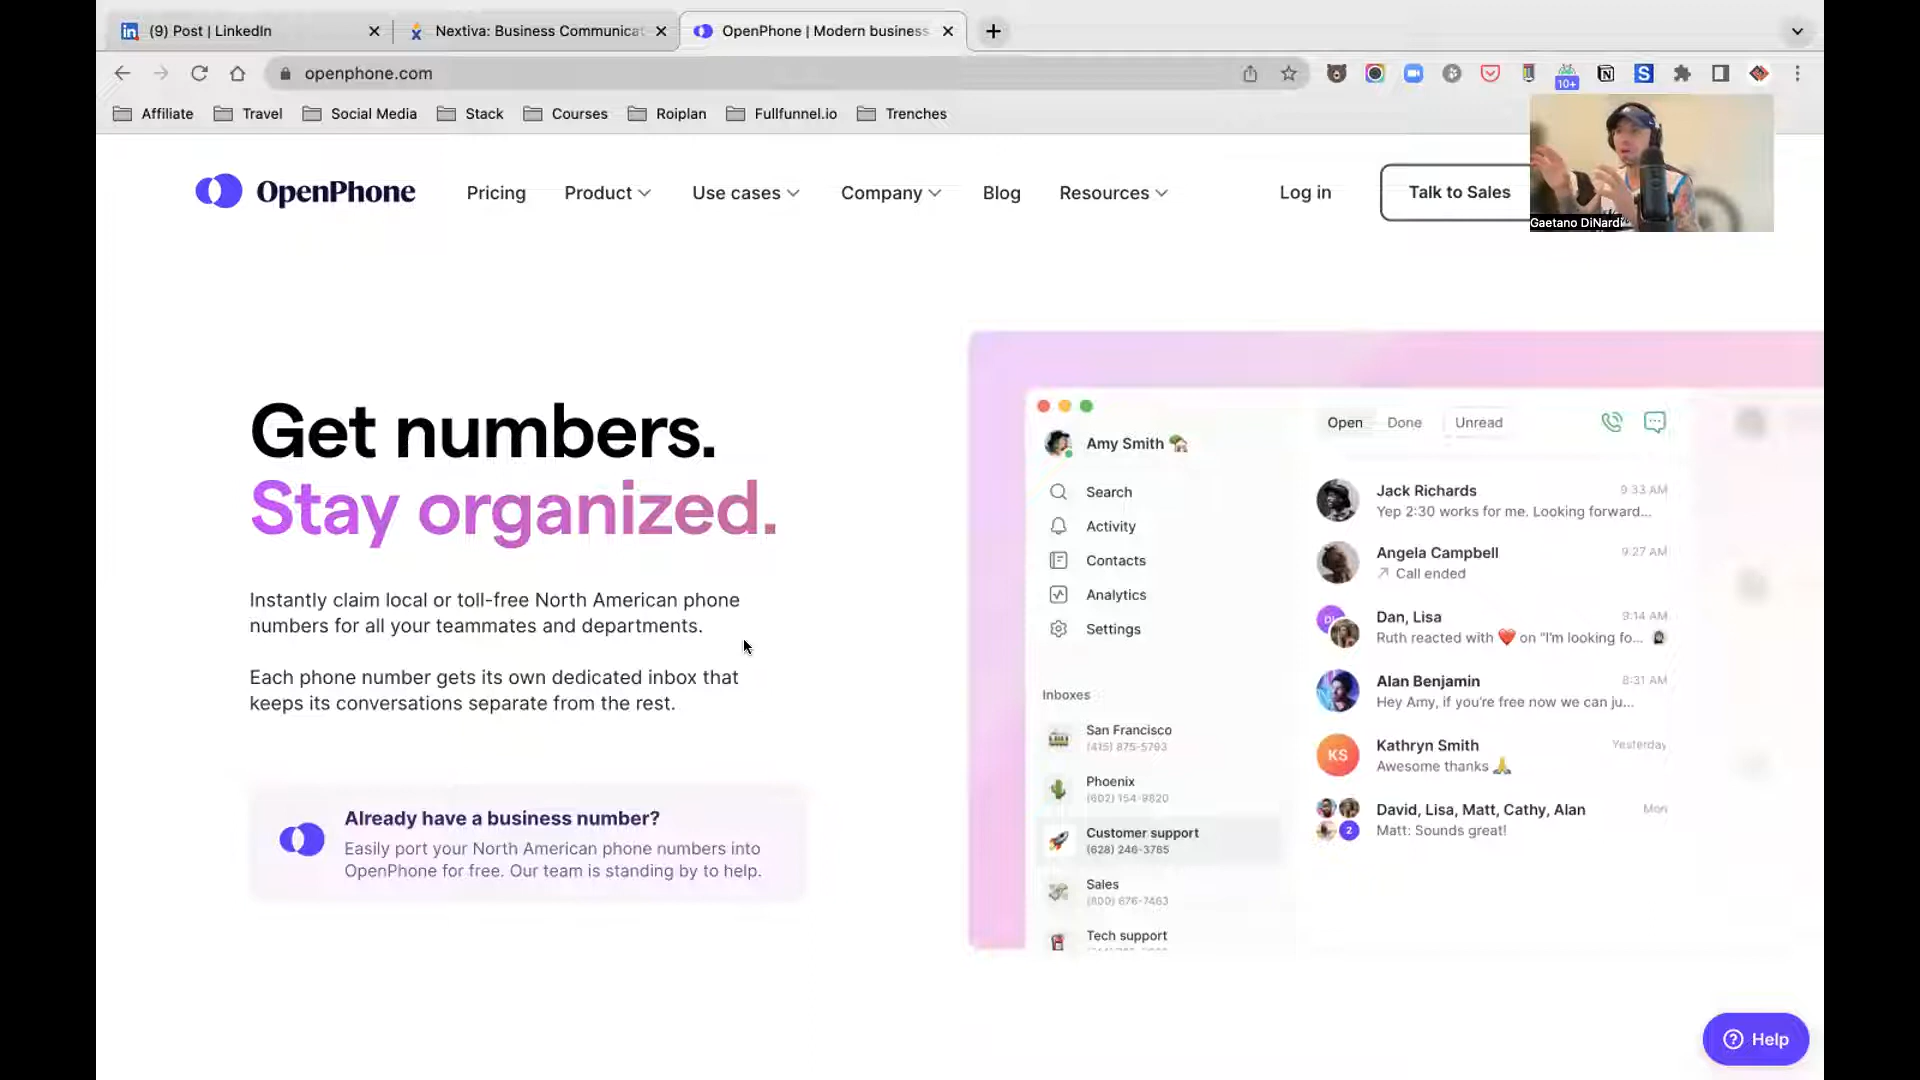 (9) Post | LinkedIn
Nextiva: Business Communicat
OpenPhone | Modern business
openphone.com
10+
Affiliate
Travel
Social Media
Stack
Courses
Roiplan
Fullfunnel.io
Trenches
OpenPhone
Pricing
Product
Use cases
Company
Blog
Resources
Log in
Talk to Sales
Gaetano DiNardi
Get numbers.
Stay organized.
Instantly claim local or toll-free North American phone
numbers for all your teammates and departments.
Each phone number gets its own dedicated inbox that
keeps its conversations separate from the rest.
Already have a business number?
Easily port your North American phone numbers into
OpenPhone for free. Our team is standing by to help.
Amy Smith
Search
Activity
Contacts
Analytics
Settings
Inboxes
San Francisco
(415) 875-5793
Phoenix
(602) 154-9820
Customer support
(628) 246-3765
Sales
(800) 676-7463
Tech support
Open
Done
Unread
Jack Richards
9:33 AM
Yep 2:30 works for me. Looking forward...
Angela Campbell
9:27 AM
Call ended
Dan, Lisa
9:14 AM
Ruth reacted with ❤️ on "I'm looking fo...
Alan Benjamin
8:31 AM
Hey Amy, if you're free now we can ju...
KS
Kathryn Smith
Yesterday
Awesome thanks 🙏
David, Lisa, Matt, Cathy, Alan
Mon
2
Matt: Sounds great!
Help